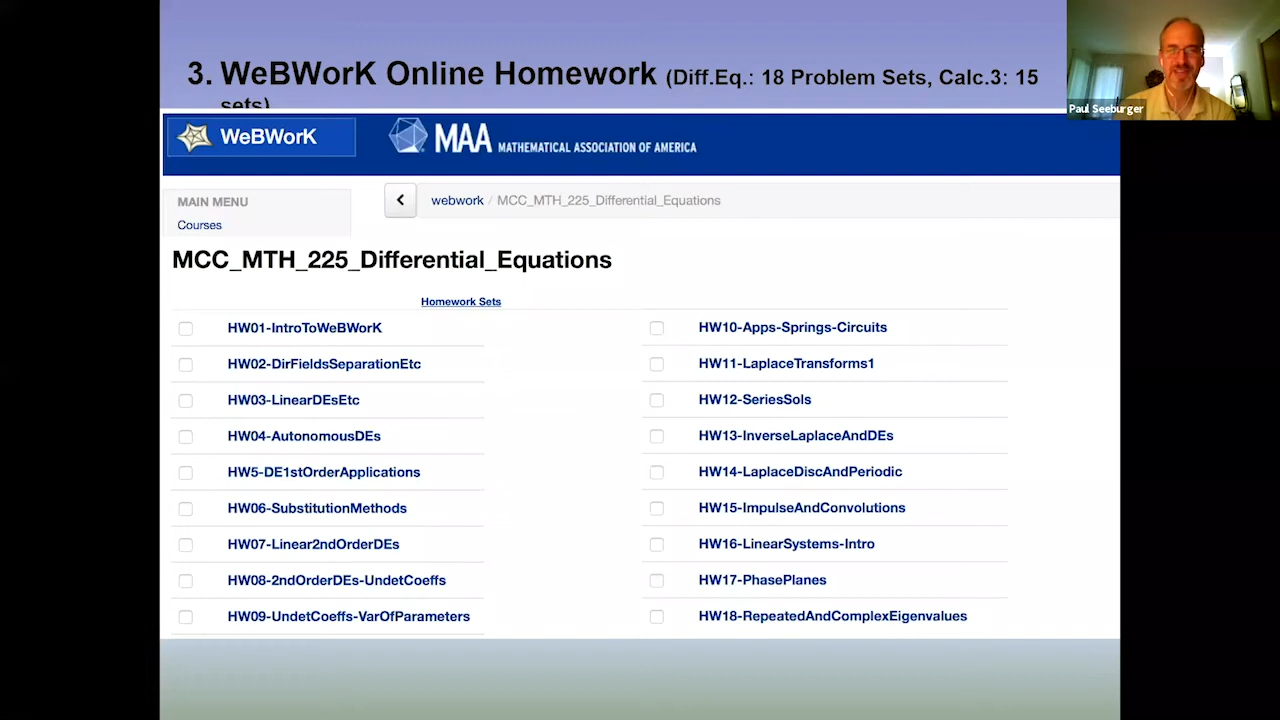 3. WeBWorK Online Homework (Diff.Eq.: 18 Problem Sets, Calc.3: 15
sets)
Paul Seeburger
WeBWorK
MAA MATHEMATICAL ASSOCIATION OF AMERICA
MAIN MENU
Courses
webwork / MCC_MTH_225_Differential_Equations
MCC_MTH_225_Differential_Equations
Homework Sets
HW01-IntroToWeBWorK
HW02-DirFieldsSeparationEtc
HW03-LinearDEsEtc
HW04-AutonomousDEs
HW5-DE1stOrderApplications
HW06-SubstitutionMethods
HW07-Linear2ndOrderDEs
HW08-2ndOrderDEs-UndetCoeffs
HW09-UndetCoeffs-VarOfParameters
HW10-Apps-Springs-Circuits
HW11-LaplaceTransforms1
HW12-SeriesSols
HW13-InverseLaplaceAndDEs
HW14-LaplaceDiscAndPeriodic
HW15-ImpulseAndConvolutions
HW16-LinearSystems-Intro
HW17-PhasePlanes
HW18-RepeatedAndComplexEigenvalues